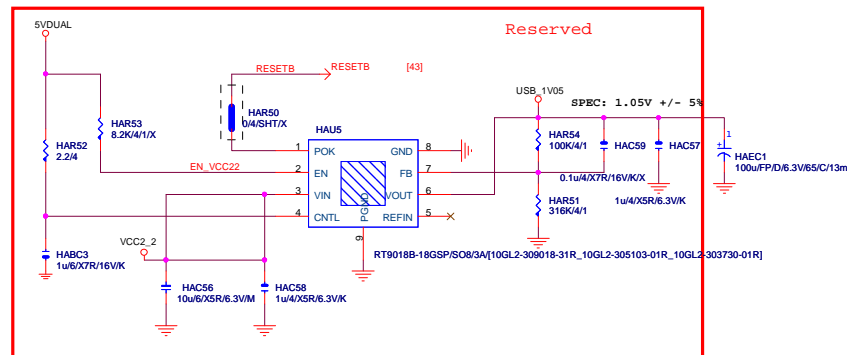 Reserved
5VDUAL
RESETB
RESETB
[43]
USB_1V05
SPEC: 1.05V +/- 5%
HAR53
8.2K/4/1/X
HAR50
0/4/SHT/X
HAR52
2.2/4
HAU5
HAR54
100K/4/1
HAC59
HAC57
1
+
HAEC1
100u/FP/D/6.3V/65/C/13m
1
POK
GND
8
EN_VCC22
2
EN
FB
7
3
VIN
VOUT
6
4
CNTL
REFIN
5
PGND
9
0.1u/4/X7R/16V/K/X
1u/4/X5R/6.3V/K
HAR51
316K/4/1
HABC3
1u/6/X7R/16V/K
VCC2_2
RT9018B-18GSP/SO8/3A/[10GL2-309018-31R_10GL2-305103-01R_10GL2-303730-01R]
HAC56
10u/6/X5R/6.3V/M
HAC58
1u/4/X5R/6.3V/K